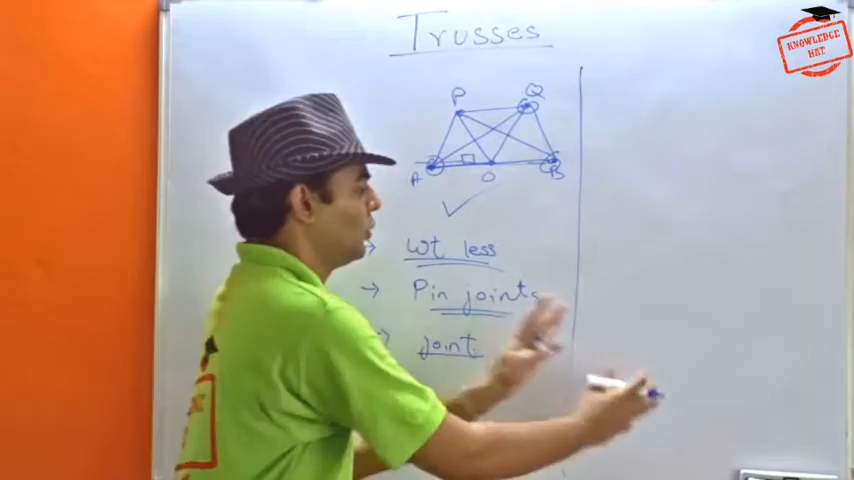 Trusses
KNOWLEDGE
HAT
P
Q
A
O
B
✓
→ Wt less
→ Pin joints
→ joint